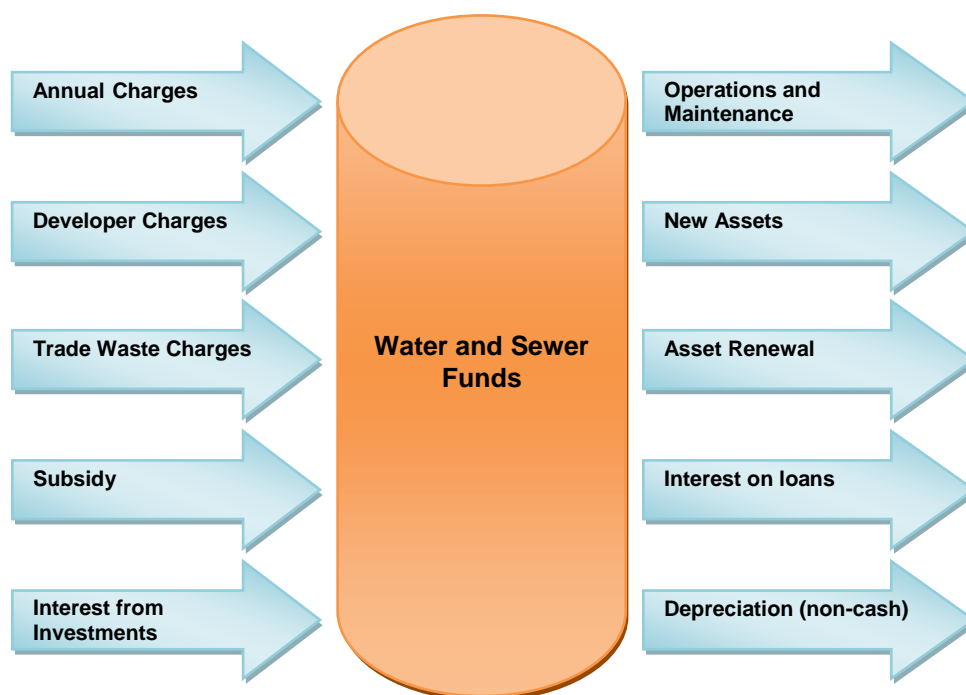 Annual Charges
Developer Charges
Trade Waste Charges
Subsidy
Interest from
Investments
Water and Sewer
Funds
Operations and
Maintenance
New Assets
Asset Renewal
Interest on loans
Depreciation (non-cash)